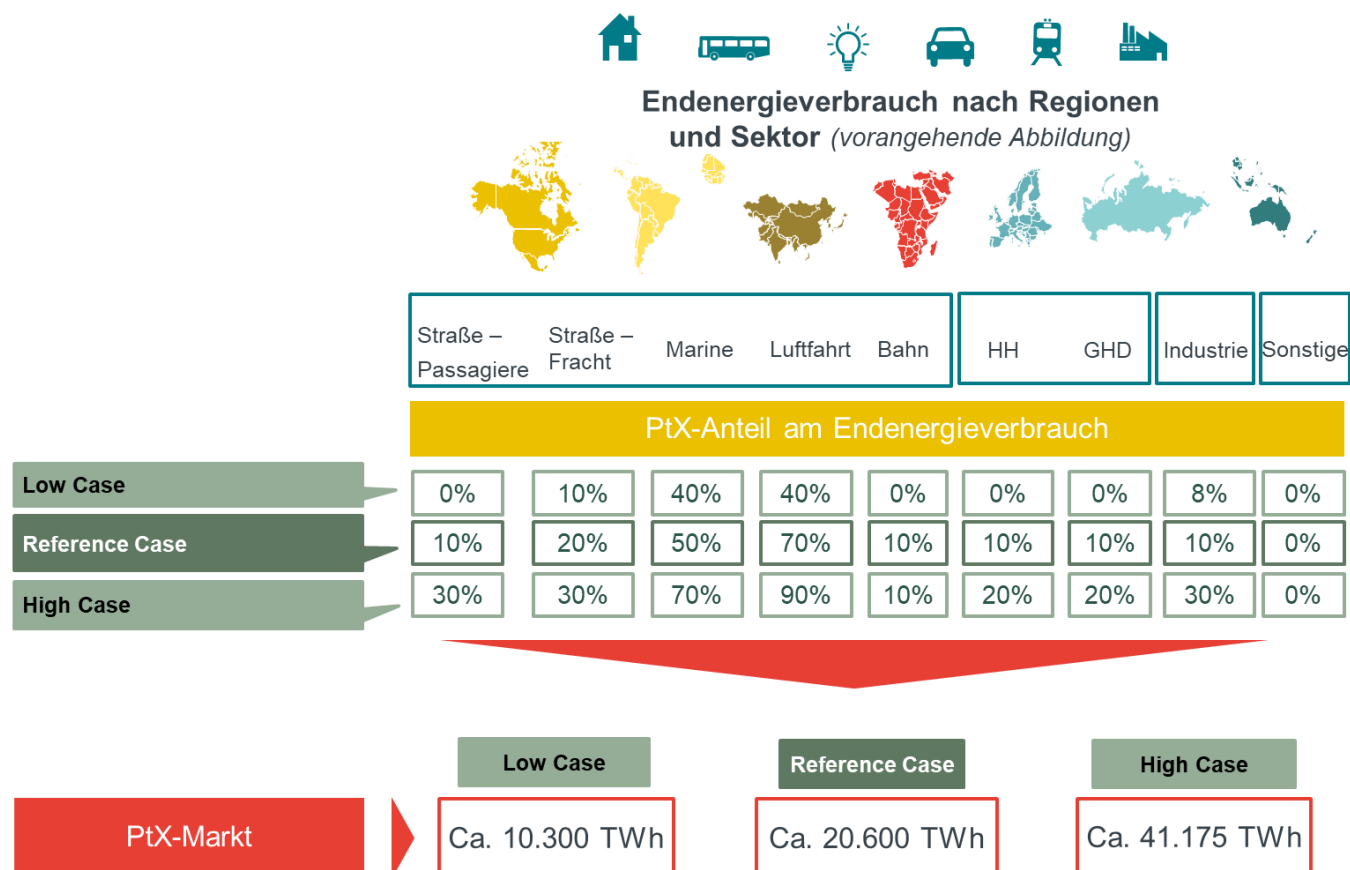 Endenergieverbrauch nach Regionen
und Sektor (vorangehende Abbildung)
Straße –
Passagiere
Straße –
Fracht
Marine
Luftfahrt
Bahn
HH
GHD
Industrie
Sonstige
PtX-Anteil am Endenergieverbrauch
Low Case
0% 10% 40% 40% 0% 0% 0% 8% 0%
Reference Case
10% 20% 50% 70% 10% 10% 10% 10% 0%
High Case
30% 30% 70% 90% 10% 20% 20% 30% 0%
Low Case
Reference Case
High Case
PtX-Markt
Ca. 10.300 TWh
Ca. 20.600 TWh
Ca. 41.175 TWh